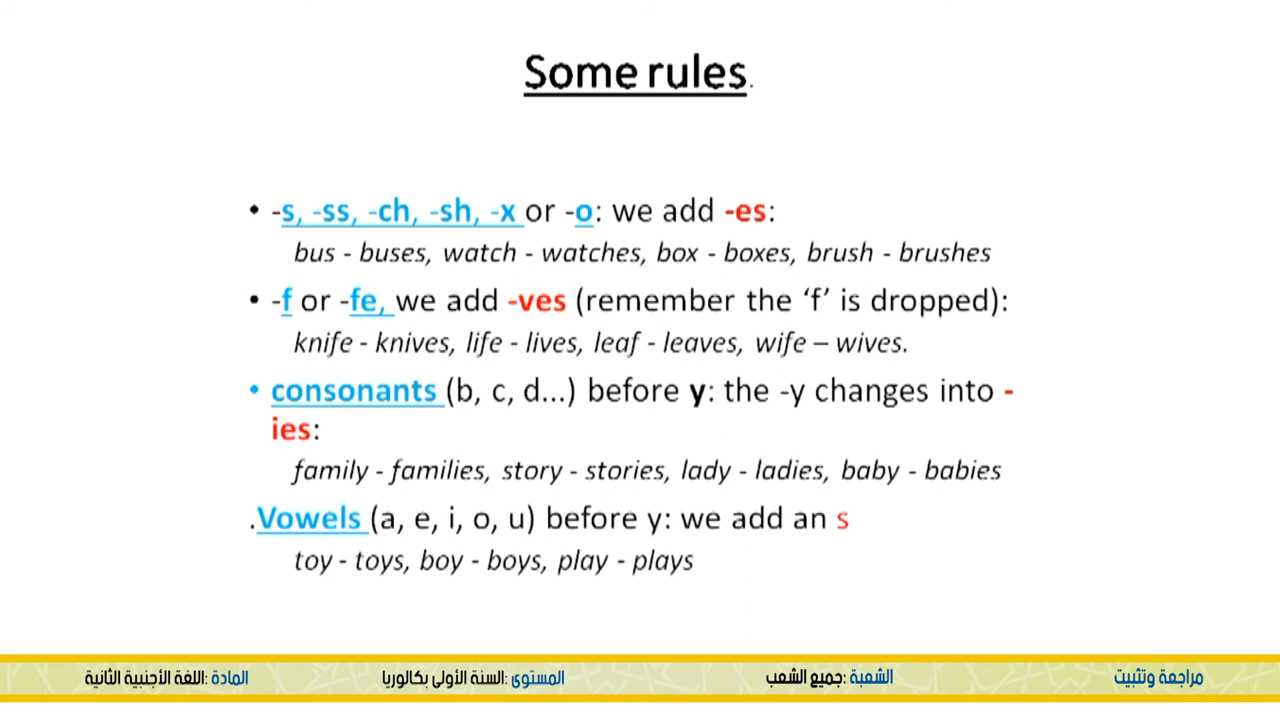 Some rules.
• -s, -ss, -ch, -sh, -x or -o: we add -es:
bus - buses, watch - watches, box - boxes, brush - brushes
• -f or -fe, we add -ves (remember the ‘f’ is dropped):
knife - knives, life - lives, leaf - leaves, wife – wives.
• consonants (b, c, d...) before y: the -y changes into -
ies:
family - families, story - stories, lady - ladies, baby - babies
.Vowels (a, e, i, o, u) before y: we add an s
toy - toys, boy - boys, play - plays
مراجعة وتثبيت الشعبة :جميع الشعب المستوى :السنة الأولى بكالوريا المادة :اللغة الأجنبية الثانية